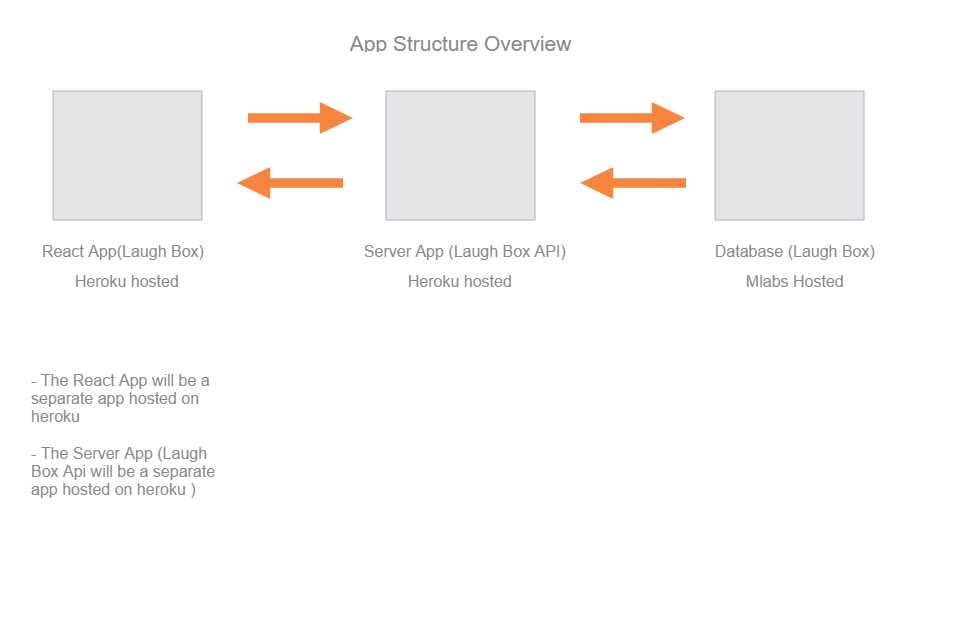 App Structure Overview
React App(Laugh Box)
Heroku hosted
Server App (Laugh Box API)
Heroku hosted
Database (Laugh Box)
Mlabs Hosted
- The React App will be a
separate app hosted on
heroku
- The Server App (Laugh
Box Api will be a separate
app hosted on heroku )